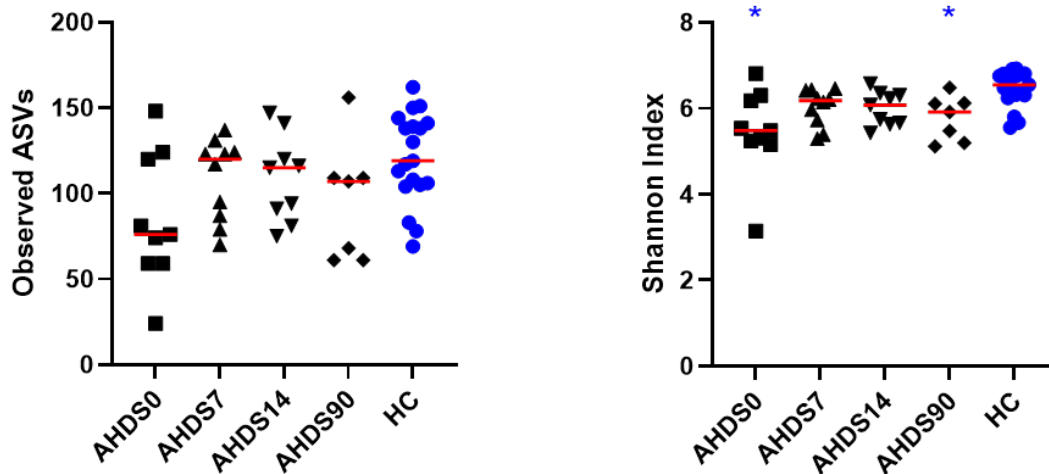 200
150
100
50
0
Observed ASVs
AHDS0
AHDS7
AHDS14
AHDS90
HC
* *
8
6
4
2
0
Shannon Index
AHDS0
AHDS7
AHDS14
AHDS90
HC